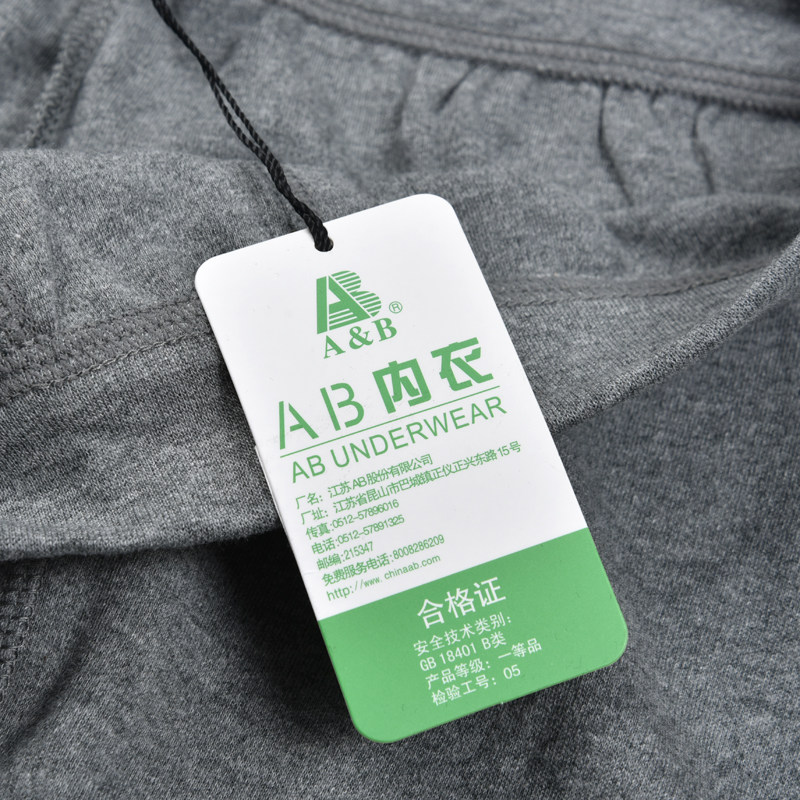 AB®
A&B
AB内衣
AB UNDERWEAR
厂名：江苏AB股份有限公司
厂址：江苏省昆山市巴城镇正仪正兴东路15号
传真:0512-57896016
电话:0512-57891325
邮编:215347
免费服务电话:8008286209
http://www.chinaab.com
合格证
安全技术类别：
GB 18401 B类
产品等级：一等品
检验工号：05